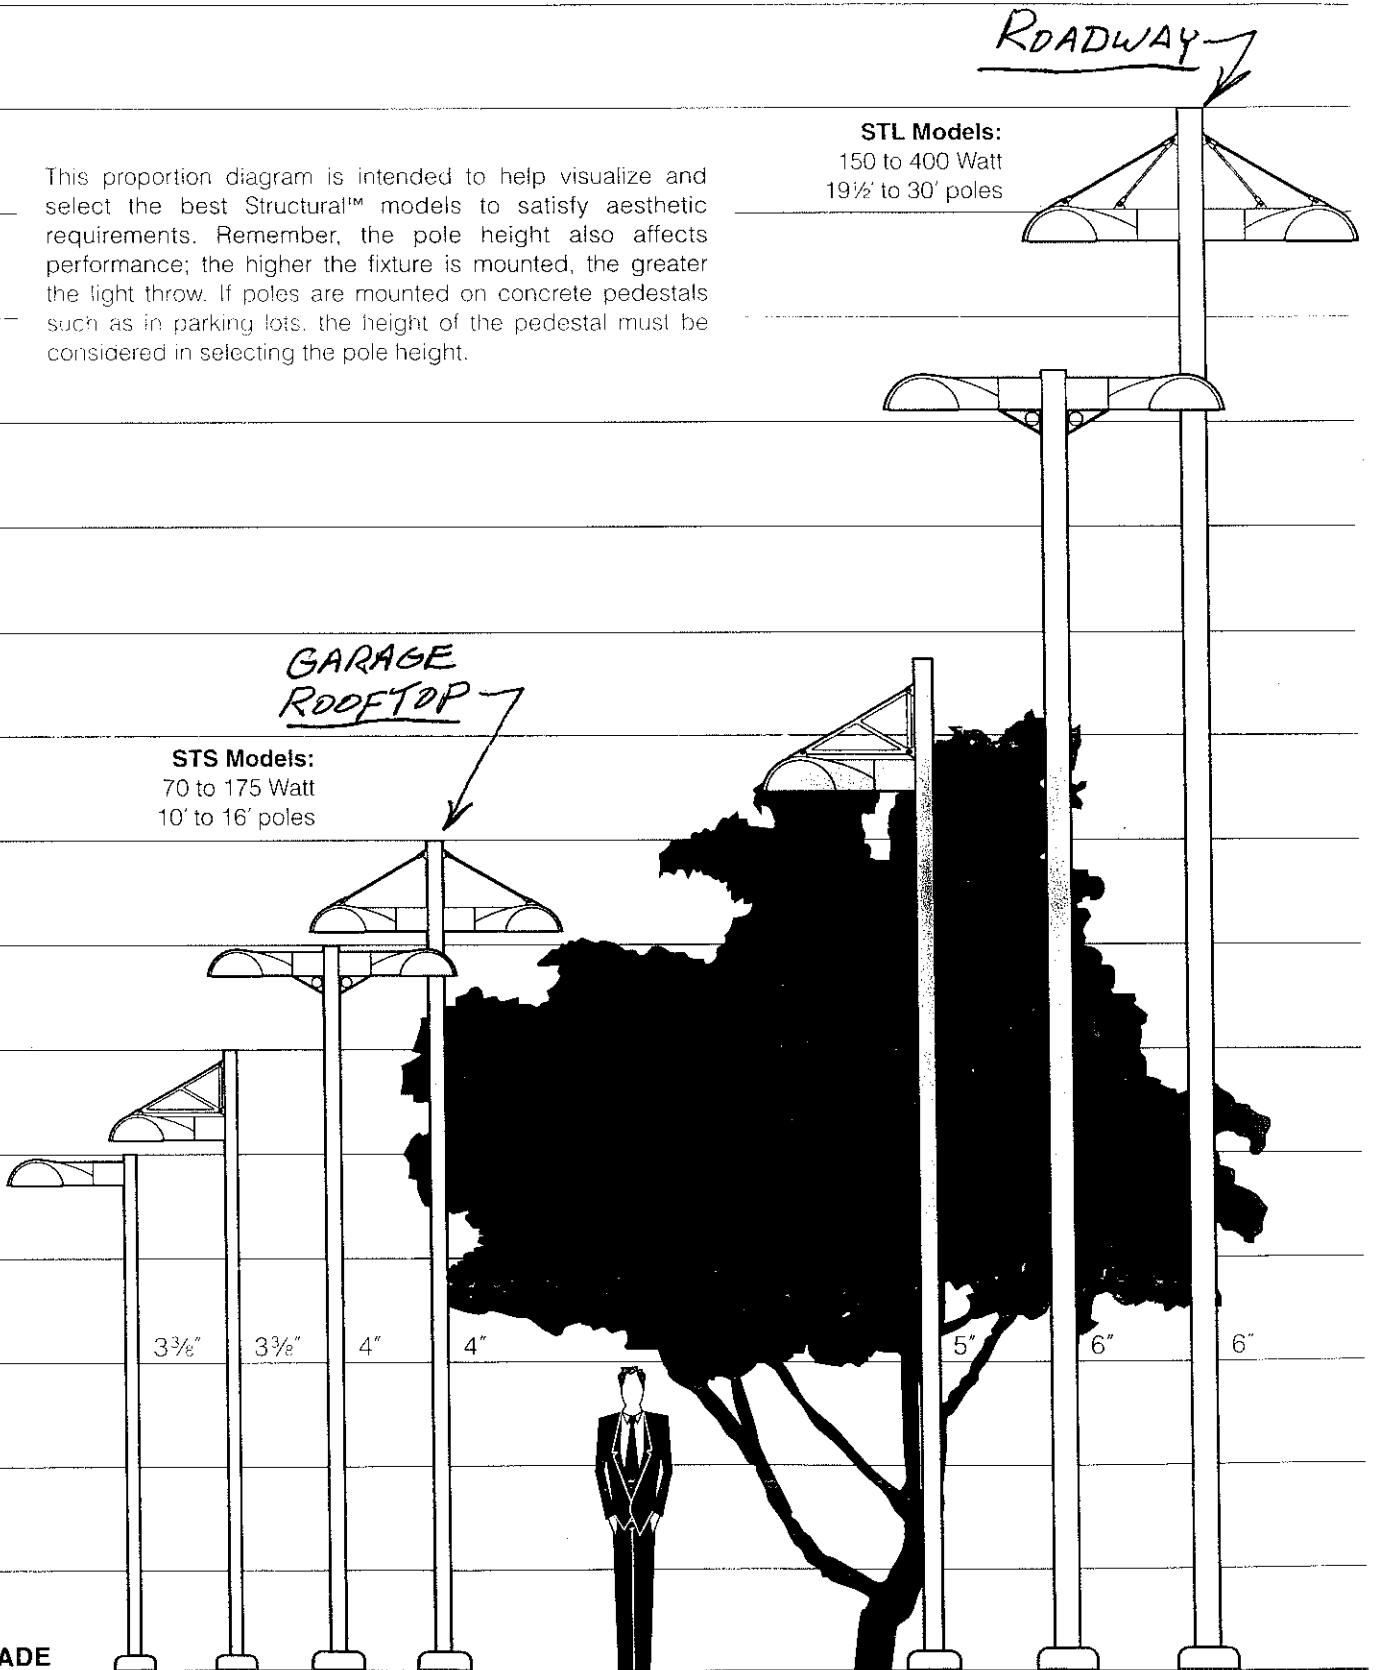 ROADWAY
STL Models:
150 to 400 Watt
19½' to 30' poles
This proportion diagram is intended to help visualize and
select the best Structural™ models to satisfy aesthetic
requirements. Remember, the pole height also affects
performance; the higher the fixture is mounted, the greater
the light throw. If poles are mounted on concrete pedestals
such as in parking lots, the height of the pedestal must be
considered in selecting the pole height.
GARAGE
ROOFTOP
STS Models:
70 to 175 Watt
10' to 16' poles
3⅜" 3⅜" 4" 4" 5" 6" 6"
ADE